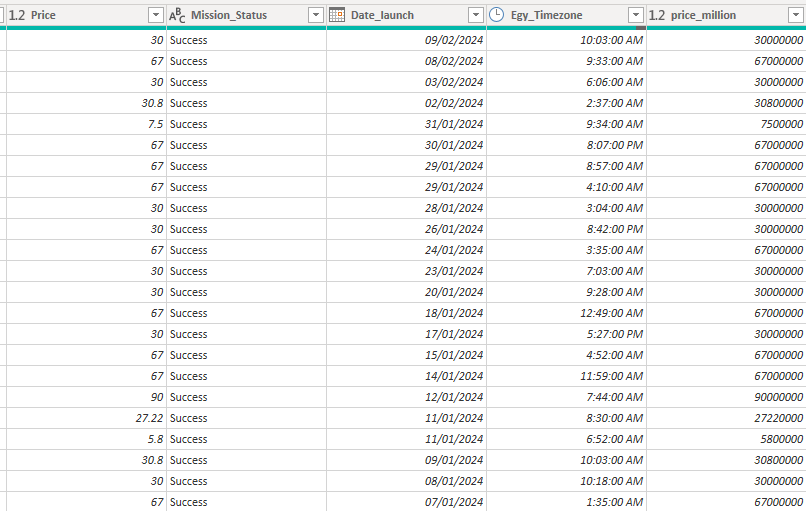 1.2 Price ABC Mission_Status Date_launch Egy_Timezone 1.2 price_million
30 Success 09/02/2024 10:03:00 AM 30000000
67 Success 08/02/2024 9:33:00 AM 67000000
30 Success 03/02/2024 6:06:00 AM 30000000
30.8 Success 02/02/2024 2:37:00 AM 30800000
7.5 Success 31/01/2024 9:34:00 AM 7500000
67 Success 30/01/2024 8:07:00 PM 67000000
67 Success 29/01/2024 8:57:00 AM 67000000
67 Success 29/01/2024 4:10:00 AM 67000000
30 Success 28/01/2024 3:04:00 AM 30000000
30 Success 26/01/2024 8:42:00 PM 30000000
67 Success 24/01/2024 3:35:00 AM 67000000
30 Success 23/01/2024 7:03:00 AM 30000000
30 Success 20/01/2024 9:28:00 AM 30000000
67 Success 18/01/2024 12:49:00 AM 67000000
30 Success 17/01/2024 5:27:00 PM 30000000
67 Success 15/01/2024 4:52:00 AM 67000000
67 Success 14/01/2024 11:59:00 AM 67000000
90 Success 12/01/2024 7:44:00 AM 90000000
27.22 Success 11/01/2024 8:30:00 AM 27220000
5.8 Success 11/01/2024 6:52:00 AM 5800000
30.8 Success 09/01/2024 10:03:00 AM 30800000
30 Success 08/01/2024 10:18:00 AM 30000000
67 Success 07/01/2024 1:35:00 AM 67000000